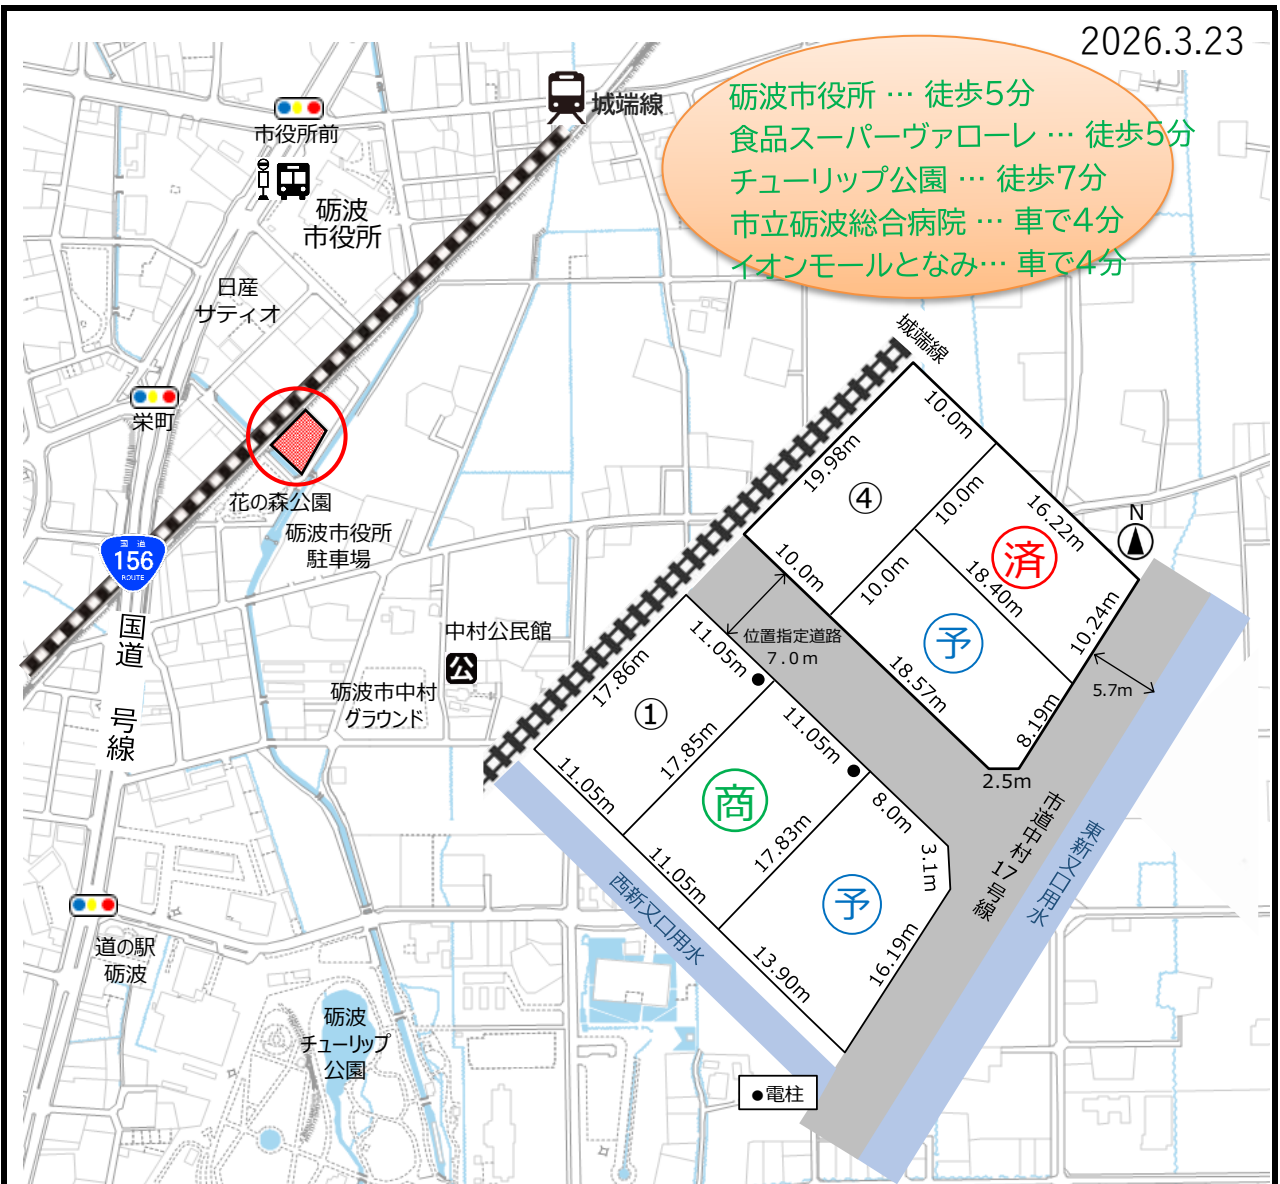 2026.3.23
砺波市役所 … 徒歩5分
食品スーパーヴァローレ … 徒歩5分
チューリップ公園 … 徒歩7分
市立砺波総合病院 … 車で4分
イオンモールとなみ… 車で4分
城端線
市役所前
砺波
市役所
日産
サティオ
栄町
花の森公園
砺波市役所
駐車場
国道
156
ROUTE
国道
号線
中村公民館
公
砺波市中村
グラウンド
道の駅
砺波
砺波
チューリップ
公園
城端線
10.0m
19.98m
④
10.0m
16.22m
済
N
10.0m
10.0m
18.40m
予
10.24m
位置指定道路
7.0m
18.57m
8.19m
5.7m
2.5m
11.05m
17.86m
①
17.85m
11.05m
11.05m
商
17.83m
11.05m
8.0m
3.1m
予
16.19m
13.90m
市道中村17号線
東新又口用水
西新又口用水
●電柱